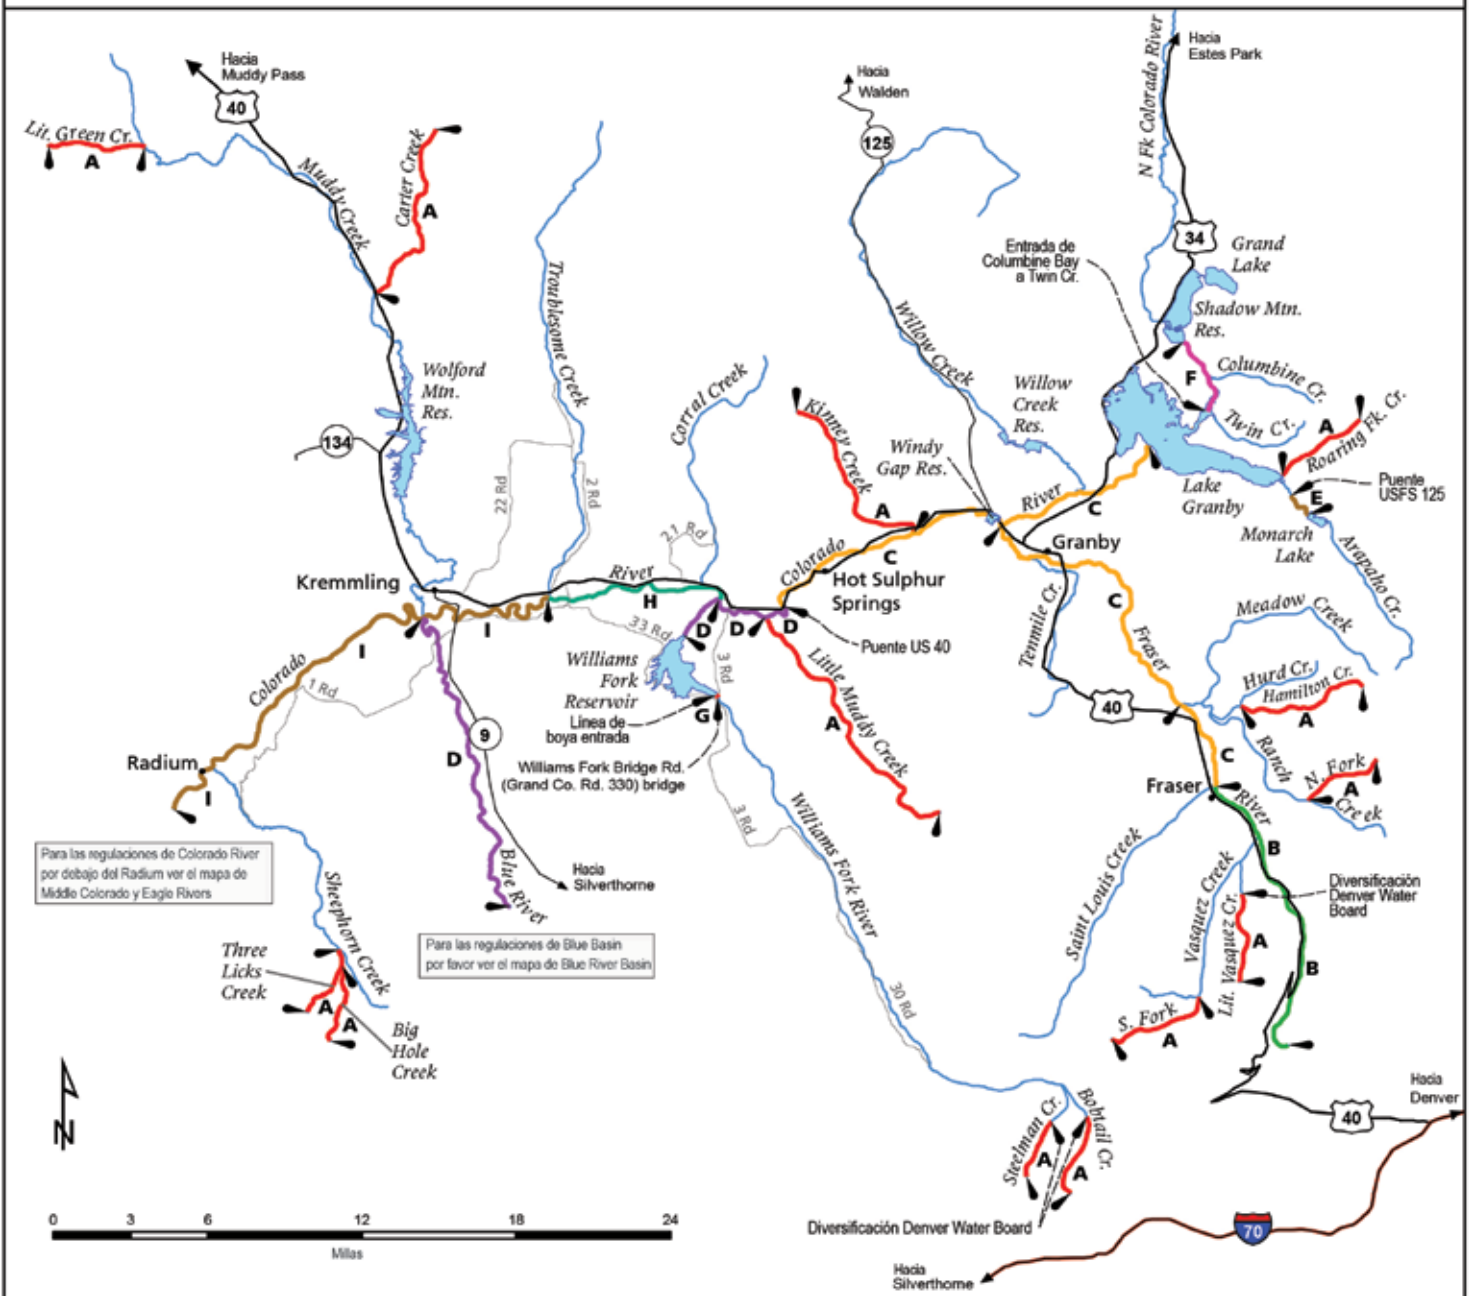 Hacia
Muddy Pass
40
Lit. Green Cr.
A
Muddy Creek
Carter Creek
A
Troublesome Creek
Wolford
Mtn.
Res.
134
22 Rd
2 Rd
Corral Creek
21 Rd
Hacia
Walden
125
Willow Creek
Willow
Creek
Res.
Windy
Gap Res.
N Fk Colorado River
Hacia
Estes Park
34
Grand
Lake
Entrada de
Columbine Bay
a Twin Cr.
Shadow Mtn.
Res.
F
Columbine Cr.
Twin Cr.
A
Roaring Fk. Cr.
Puente
USFS 125
E
Lake
Granby
Monarch
Lake
Arapaho Cr.
Kinney Creek
A
River
C
Granby
Colorado
C
Hot Sulphur
Springs
Kremmling
River
H
I
I
Colorado
1 Rd
33 Rd
D
D
D
Puente US 40
Williams
Fork
Reservoir
3 Rd
Línea de
boya entrada
G
Williams Fork Bridge Rd.
(Grand Co. Rd. 330) bridge
3 Rd
Little Muddy Creek
A
Tenmile Cr.
C
Fraser
40
Meadow Creek
Hurd Cr.
Hamilton Cr.
A
Ranch
Creek
N. Fork
A
C
Fraser
River
B
Radium
I
9
D
Blue River
Hacia
Silverthorne
Para las regulaciones de Colorado River
por debajo del Radium ver el mapa de
Middle Colorado y Eagle Rivers
Para las regulaciones de Blue Basin
por favor ver el mapa de Blue River Basin
Sheephorn Creek
Three
Licks
Creek
A
A
Big
Hole
Creek
Williams Fork River
30 Rd
Saint Louis Creek
Vasquez Creek
Lit. Vasquez Cr.
A
Diversificación
Denver Water
Board
B
S. Fork
A
Steelman Cr.
A
Bobtail Cr.
A
Diversificación Denver Water Board
Hacia
Denver
40
70
Hacia
Silverthorne
N
0 3 6 12 18 24
Millas